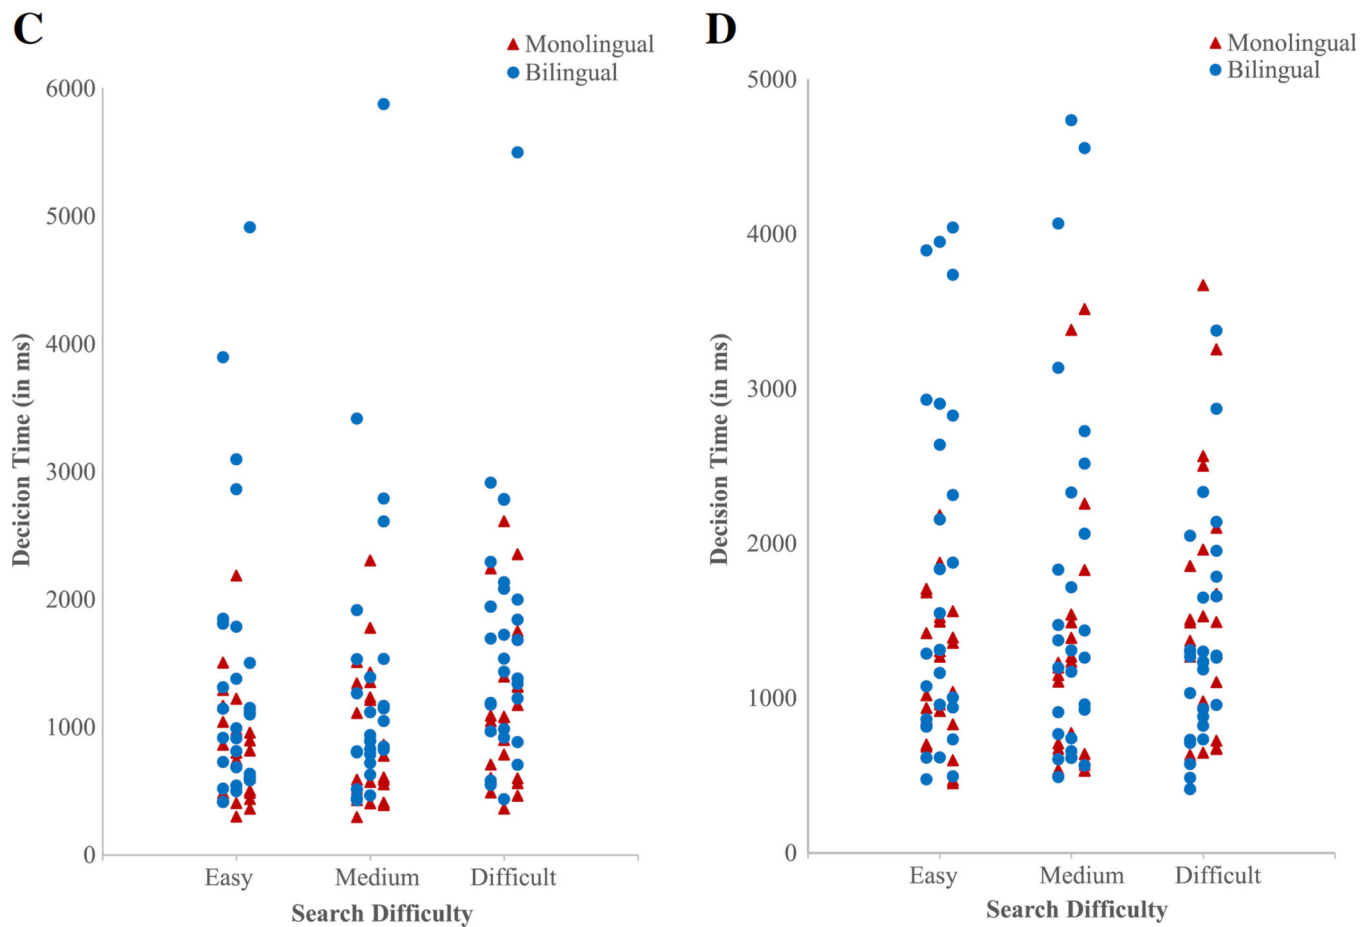 C
Monolingual
Bilingual
6000
5000
4000
3000
2000
1000
0
Decicion Time (in ms)
Easy Medium Difficult
Search Difficulty
D
Monolingual
Bilingual
5000
4000
3000
2000
1000
0
Decision Time (in ms)
Easy Medium Difficult
Search Difficulty